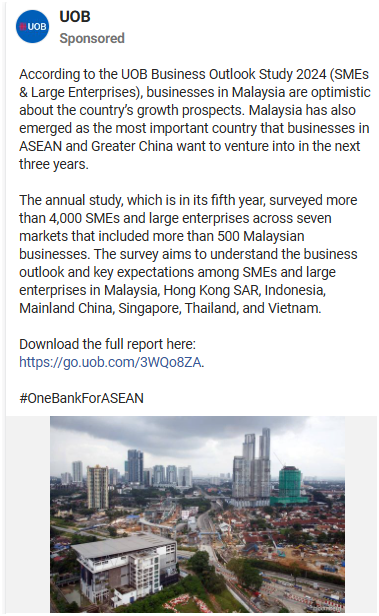 UOB
UOB
Sponsored
According to the UOB Business Outlook Study 2024 (SMEs
& Large Enterprises), businesses in Malaysia are optimistic
about the country's growth prospects. Malaysia has also
emerged as the most important country that businesses in
ASEAN and Greater China want to venture into in the next
three years.
The annual study, which is in its fifth year, surveyed more
than 4,000 SMEs and large enterprises across seven
markets that included more than 500 Malaysian
businesses. The survey aims to understand the business
outlook and key expectations among SMEs and large
enterprises in Malaysia, Hong Kong SAR, Indonesia,
Mainland China, Singapore, Thailand, and Vietnam.
Download the full report here:
https://go.uob.com/3WQo8ZA.
#OneBankForASEAN